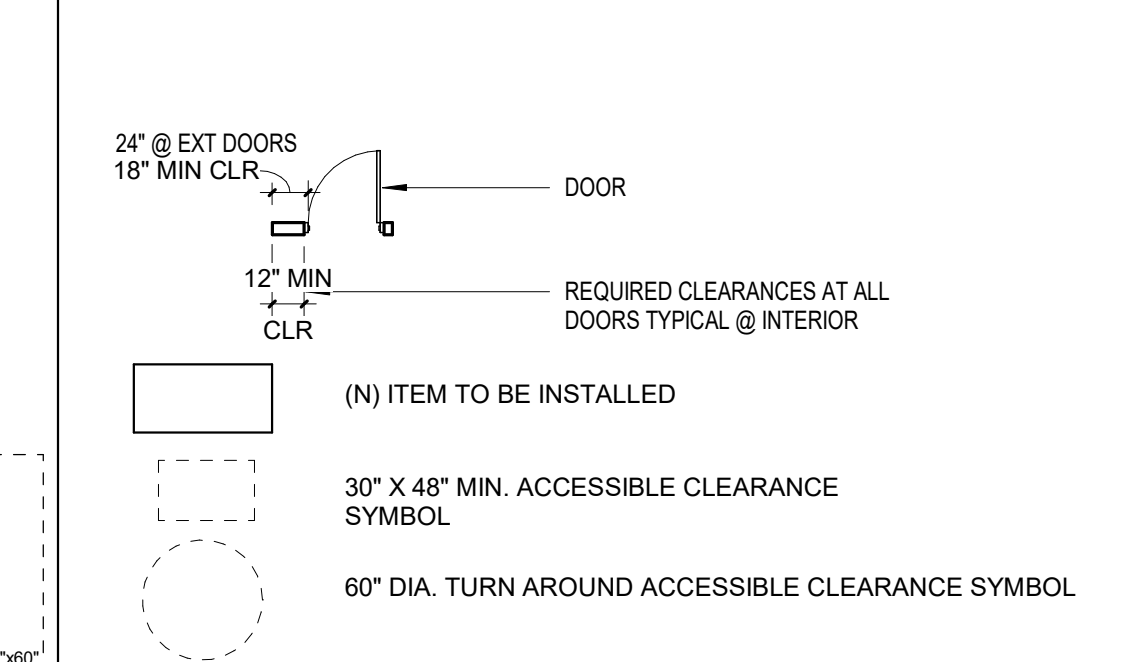 24" @ EXT DOORS
18" MIN CLR
DOOR
12" MIN
CLR
REQUIRED CLEARANCES AT ALL
DOORS TYPICAL @ INTERIOR
(N) ITEM TO BE INSTALLED
30" X 48" MIN. ACCESSIBLE CLEARANCE
SYMBOL
60" DIA. TURN AROUND ACCESSIBLE CLEARANCE SYMBOL
"x60"